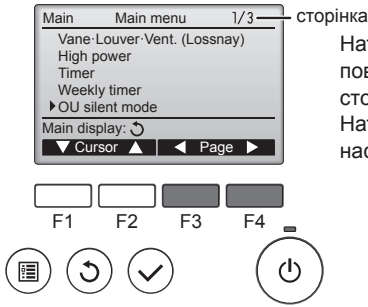 Main Main menu 1/3 сторінка
Vane·Louver·Vent. (Lossnay)
High power
Timer
Weekly timer
OU silent mode
Main display:
Cursor Page
F1 F2 F3 F4